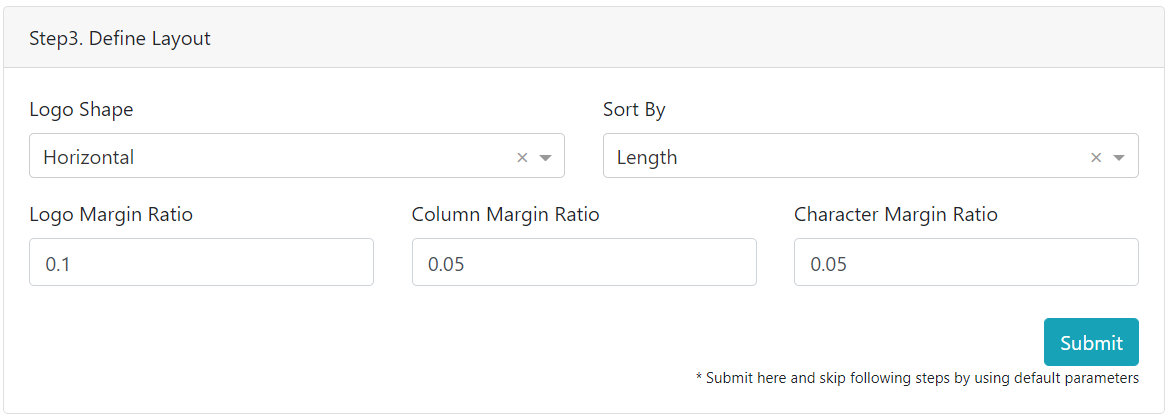 Step3. Define Layout
Logo Shape
Sort By
Horizontal
Length
Logo Margin Ratio
Column Margin Ratio
Character Margin Ratio
0.1
0.05
0.05
Submit
* Submit here and skip following steps by using default parameters